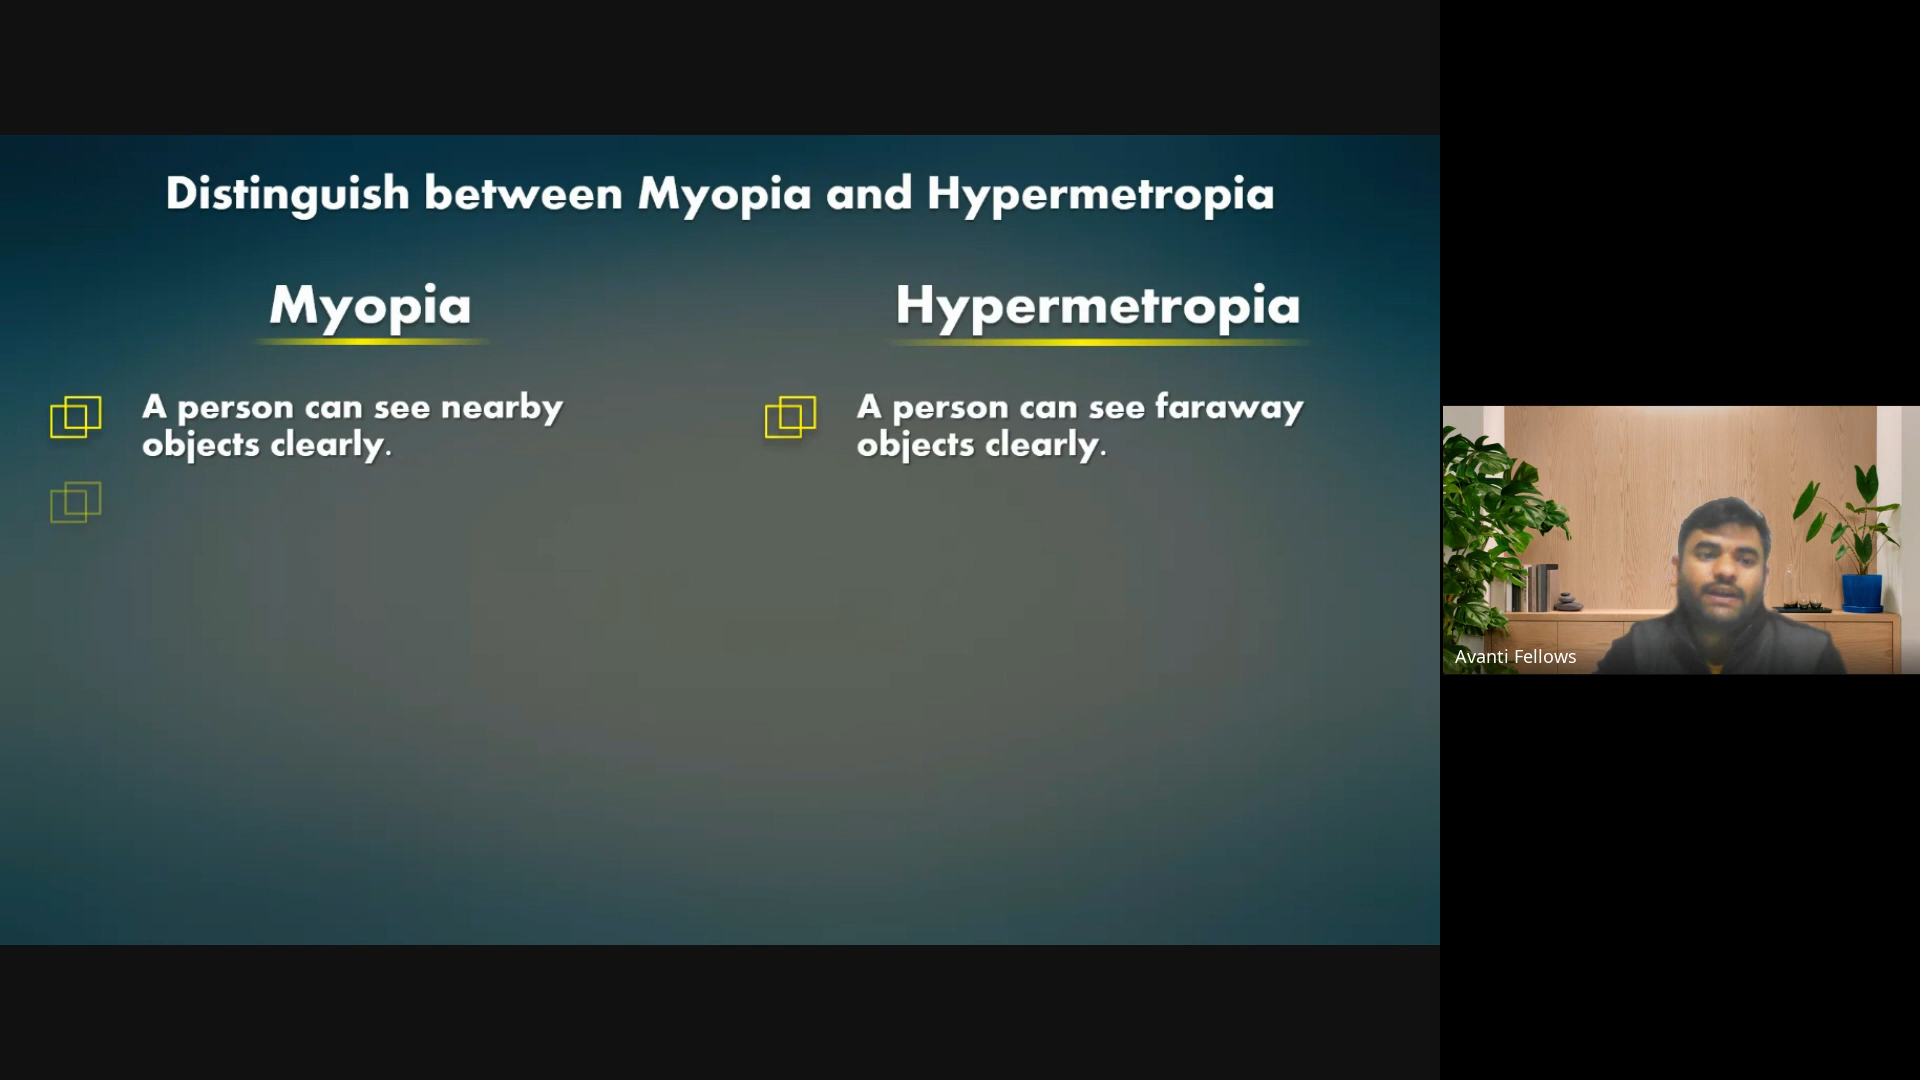 Distinguish between Myopia and Hypermetropia
Myopia
A person can see nearby
objects clearly.
Hypermetropia
A person can see faraway
objects clearly.
Avanti Fellows